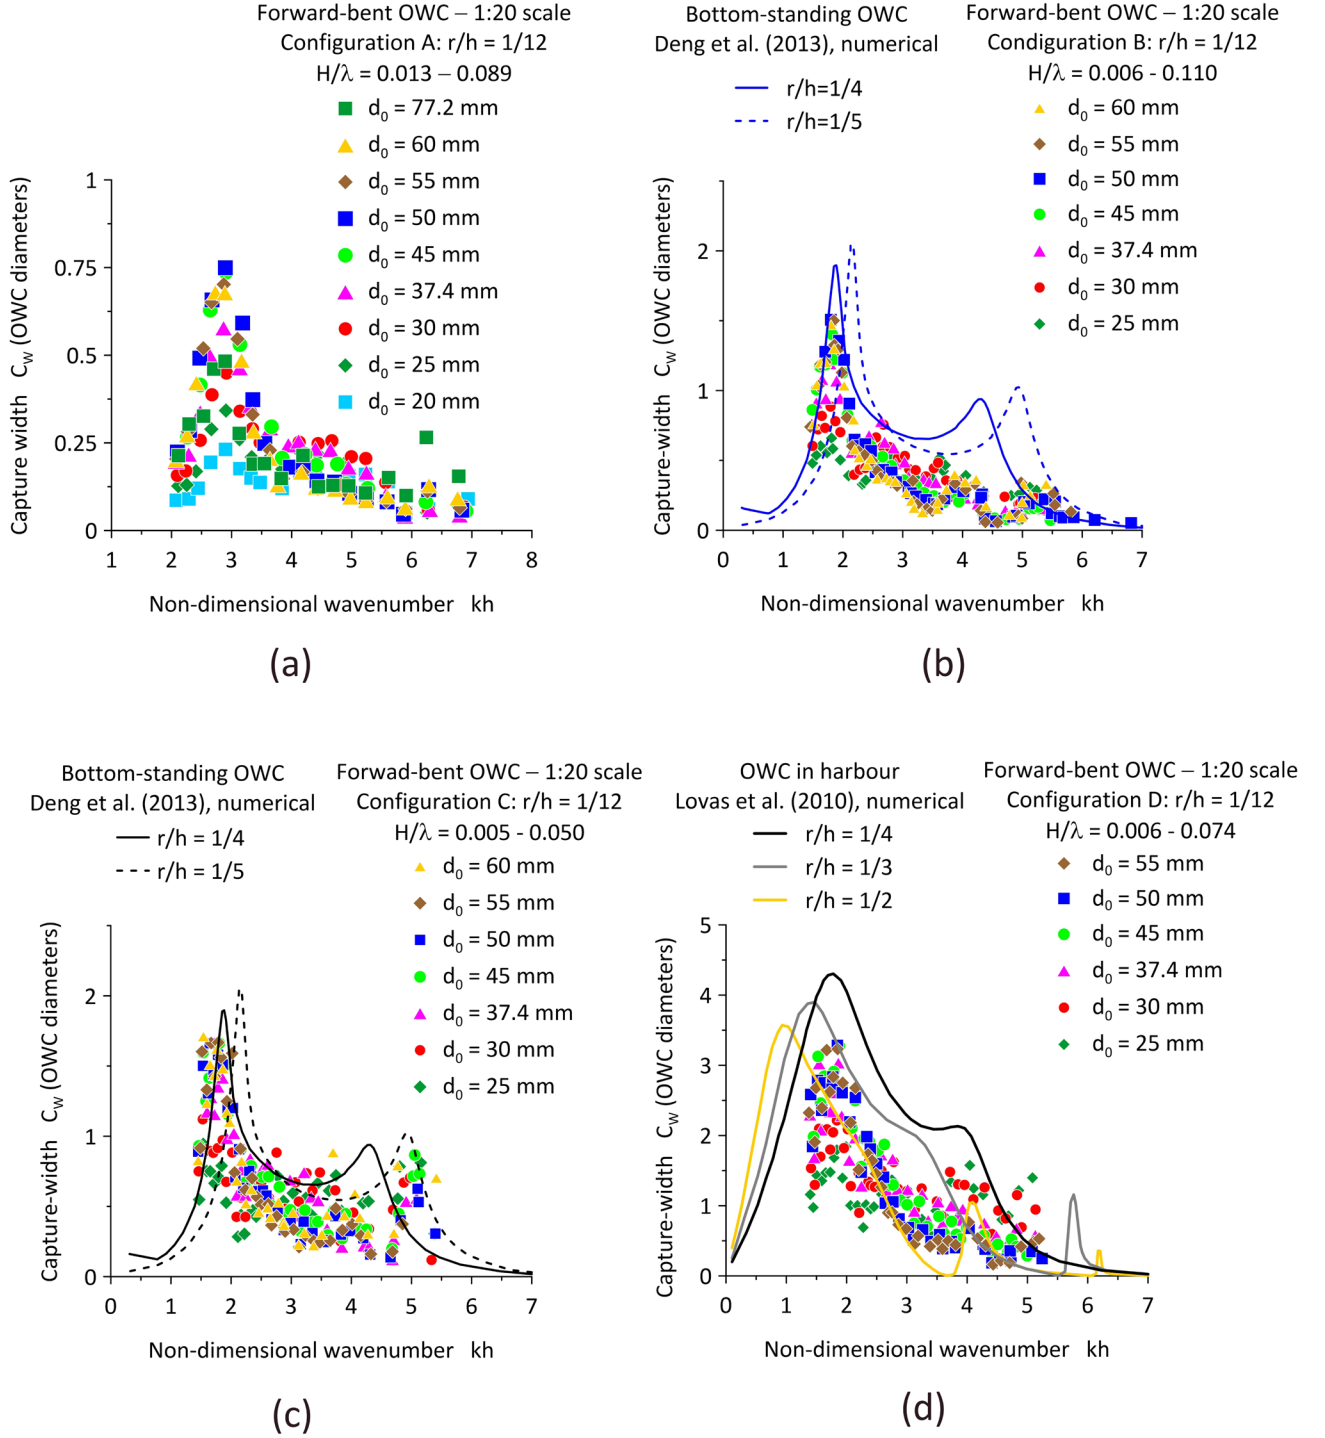 Forward-bent OWC – 1:20 scale
Configuration A: r/h = 1/12
H/λ = 0.013 – 0.089
d0 = 77.2 mm
d0 = 60 mm
d0 = 55 mm
d0 = 50 mm
d0 = 45 mm
d0 = 37.4 mm
d0 = 30 mm
d0 = 25 mm
d0 = 20 mm
Capture width CW (OWC diameters)
1
0.75
0.5
0.25
0
1 2 3 4 5 6 7 8
Non-dimensional wavenumber kh
(a)
Bottom-standing OWC
Deng et al. (2013), numerical
r/h=1/4
r/h=1/5
Forward-bent OWC – 1:20 scale
Condiguration B: r/h = 1/12
H/λ = 0.006 - 0.110
d0 = 60 mm
d0 = 55 mm
d0 = 50 mm
d0 = 45 mm
d0 = 37.4 mm
d0 = 30 mm
d0 = 25 mm
Capture-width CW (OWC diameters)
2
1
0
0 1 2 3 4 5 6 7
Non-dimensional wavenumber kh
(b)
Bottom-standing OWC
Deng et al. (2013), numerical
r/h = 1/4
r/h = 1/5
Forwad-bent OWC – 1:20 scale
Configuration C: r/h = 1/12
H/λ = 0.005 - 0.050
d0 = 60 mm
d0 = 55 mm
d0 = 50 mm
d0 = 45 mm
d0 = 37.4 mm
d0 = 30 mm
d0 = 25 mm
Capture-width CW (OWC diameters)
2
1
0
0 1 2 3 4 5 6 7
Non-dimensional wavenumber kh
(c)
OWC in harbour
Lovas et al. (2010), numerical
r/h = 1/4
r/h = 1/3
r/h = 1/2
Forward-bent OWC – 1:20 scale
Configuration D: r/h = 1/12
H/λ = 0.006 - 0.074
d0 = 55 mm
d0 = 50 mm
d0 = 45 mm
d0 = 37.4 mm
d0 = 30 mm
d0 = 25 mm
Capture-width CW (OWC diameters)
5
4
3
2
1
0
0 1 2 3 4 5 6 7
Non-dimensional wavenumber kh
(d)